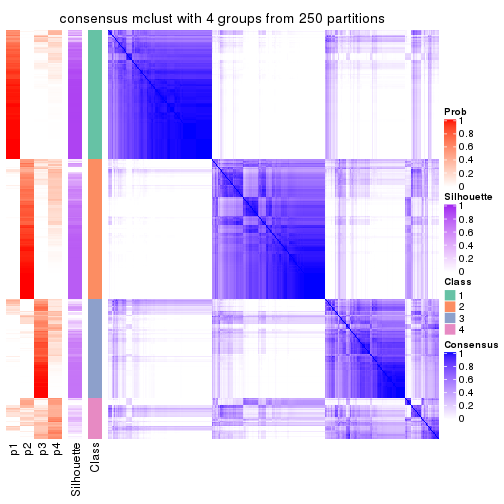 consensus mclust with 4 groups from 250 partitions
Prob
1
0.8
0.6
0.4
0.2
0
Silhouette
1
0.8
0.6
0.4
0.2
0
Class
1
2
3
4
Consensus
1
0.8
0.6
0.4
0.2
0
p1
p2
p3
p4
Silhouette
Class